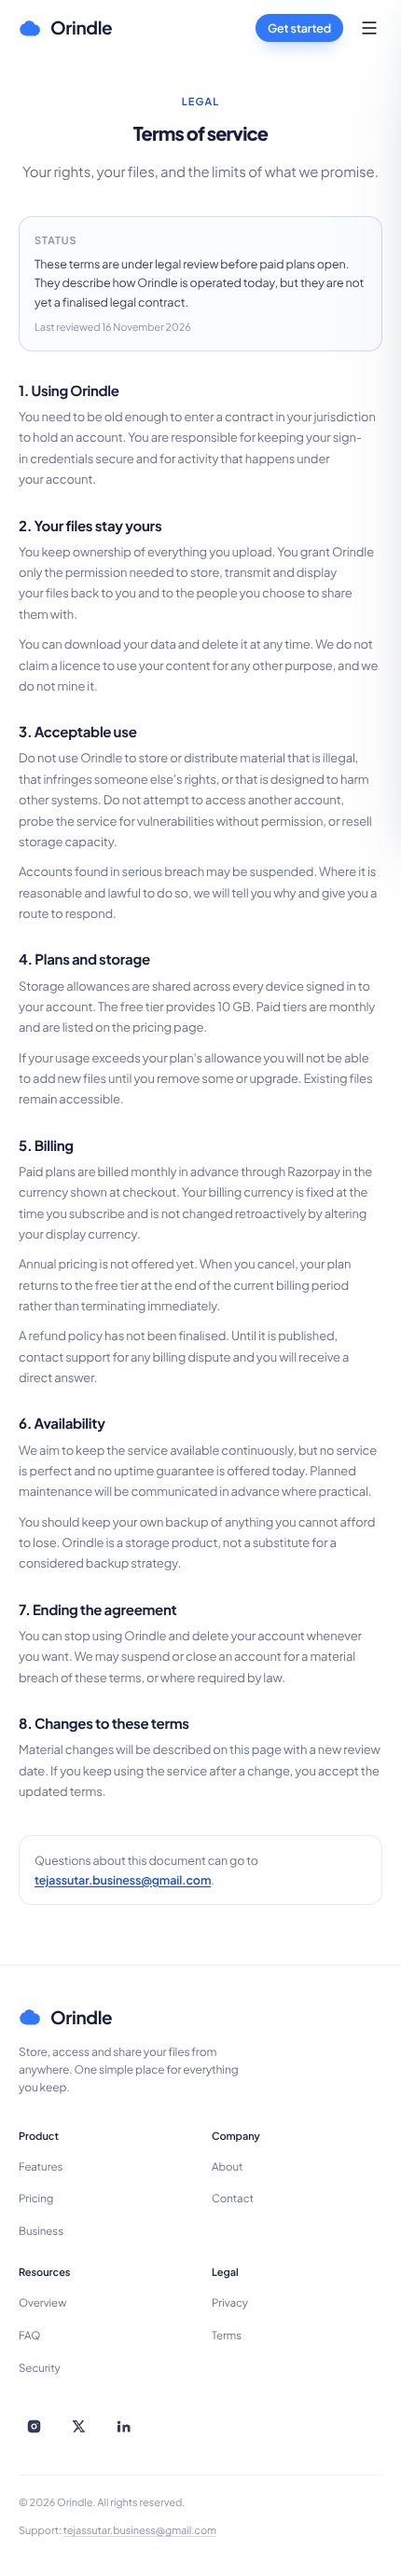 Orindle
Get started
LEGAL
Terms of service
Your rights, your files, and the limits of what we promise.
STATUS
These terms are under legal review before paid plans open.
They describe how Orindle is operated today, but they are not
yet a finalised legal contract.
Last reviewed 16 November 2026
1. Using Orindle
You need to be old enough to enter a contract in your jurisdiction
to hold an account. You are responsible for keeping your sign-
in credentials secure and for activity that happens under
your account.
2. Your files stay yours
You keep ownership of everything you upload. You grant Orindle
only the permission needed to store, transmit and display
your files back to you and to the people you choose to share
them with.
You can download your data and delete it at any time. We do not
claim a licence to use your content for any other purpose, and we
do not mine it.
3. Acceptable use
Do not use Orindle to store or distribute material that is illegal,
that infringes someone else's rights, or that is designed to harm
other systems. Do not attempt to access another account,
probe the service for vulnerabilities without permission, or resell
storage capacity.
Accounts found in serious breach may be suspended. Where it is
reasonable and lawful to do so, we will tell you why and give you a
route to respond.
4. Plans and storage
Storage allowances are shared across every device signed in to
your account. The free tier provides 10 GB. Paid tiers are monthly
and are listed on the pricing page.
If your usage exceeds your plan's allowance you will not be able
to add new files until you remove some or upgrade. Existing files
remain accessible.
5. Billing
Paid plans are billed monthly in advance through Razorpay in the
currency shown at checkout. Your billing currency is fixed at the
time you subscribe and is not changed retroactively by altering
your display currency.
Annual pricing is not offered yet. When you cancel, your plan
returns to the free tier at the end of the current billing period
rather than terminating immediately.
A refund policy has not been finalised. Until it is published,
contact support for any billing dispute and you will receive a
direct answer.
6. Availability
We aim to keep the service available continuously, but no service
is perfect and no uptime guarantee is offered today. Planned
maintenance will be communicated in advance where practical.
You should keep your own backup of anything you cannot afford
to lose. Orindle is a storage product, not a substitute for a
considered backup strategy.
7. Ending the agreement
You can stop using Orindle and delete your account whenever
you want. We may suspend or close an account for a material
breach of these terms, or where required by law.
8. Changes to these terms
Material changes will be described on this page with a new review
date. If you keep using the service after a change, you accept the
updated terms.
Questions about this document can go to
tejassutar.business@gmail.com.
Orindle
Store, access and share your files from
anywhere. One simple place for everything
you keep.
Product
Features
Pricing
Business
Company
About
Contact
Resources
Overview
FAQ
Security
Legal
Privacy
Terms
© 2026 Orindle. All rights reserved.
Support: tejassutar.business@gmail.com